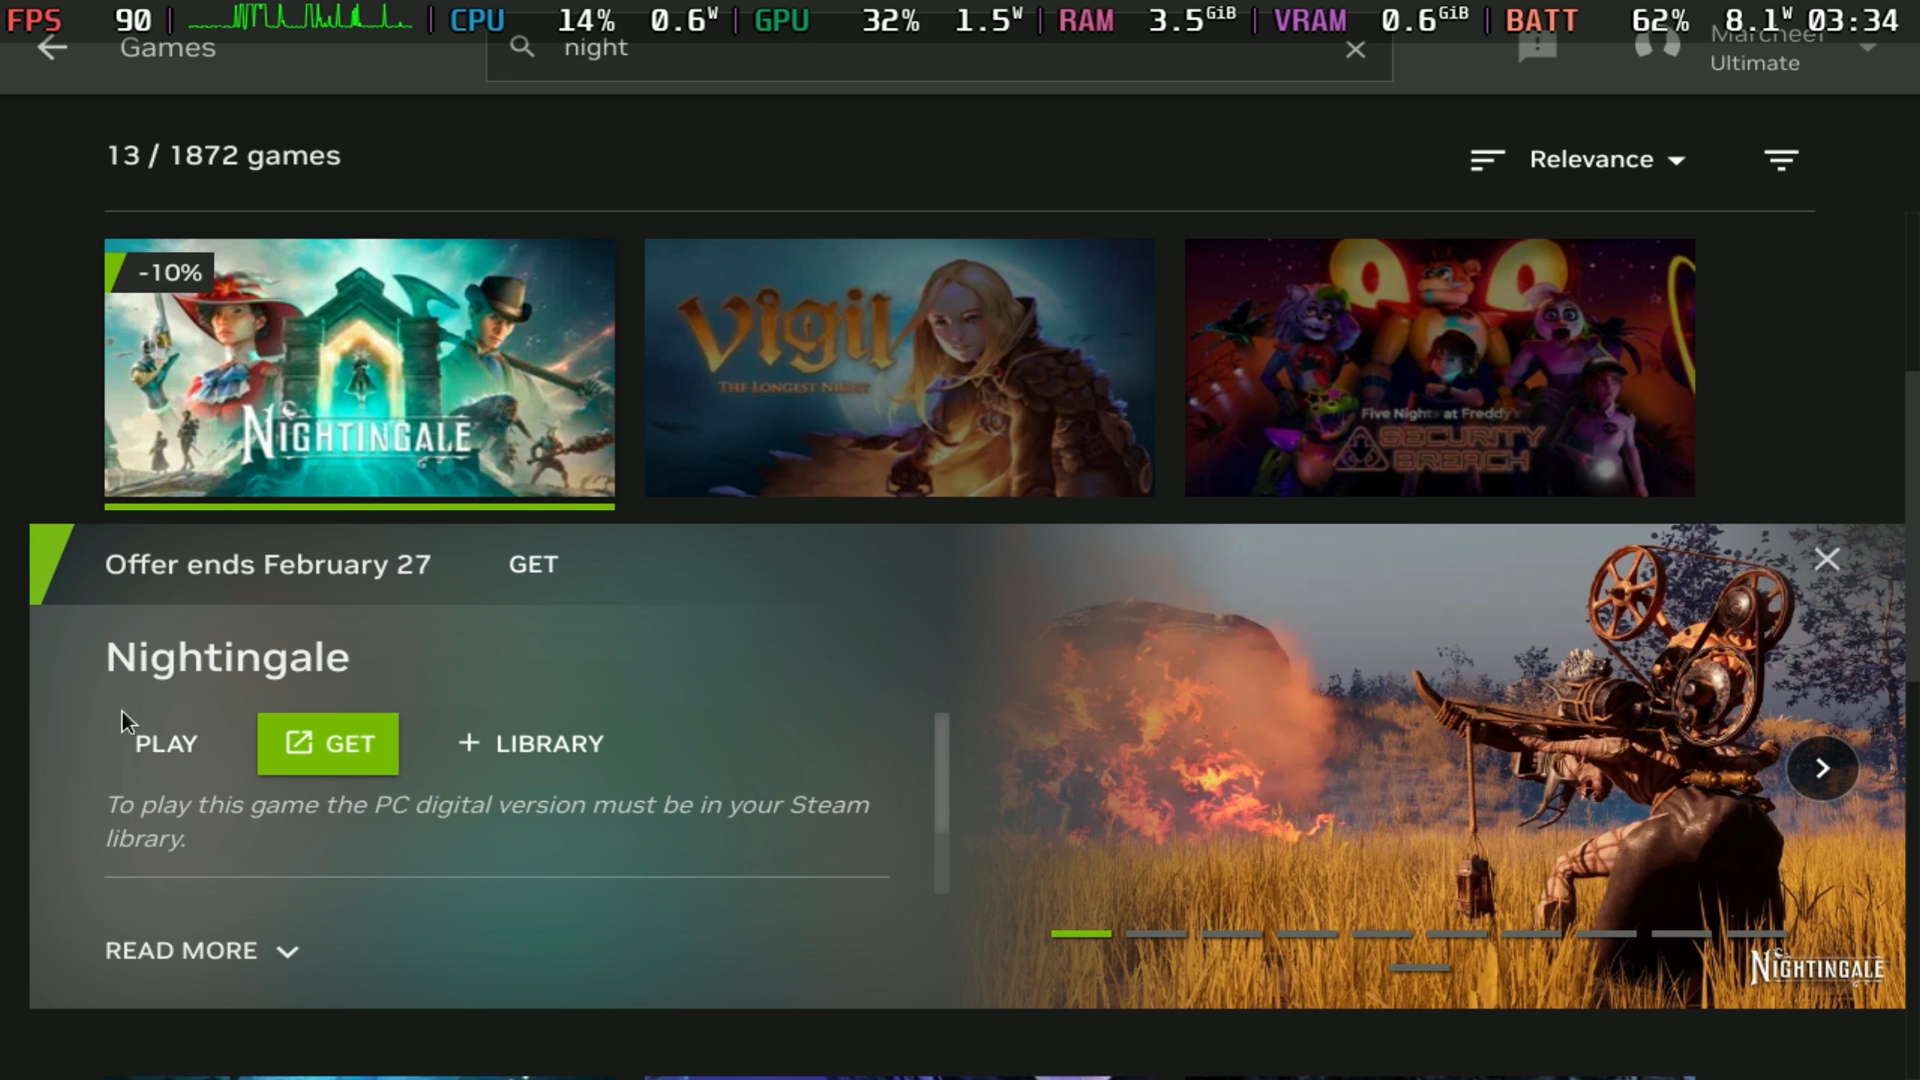 FPS 90 | CPU 14% 0.6W | GPU 32% 1.5W | RAM 3.5GiB | VRAM 0.6GiB | BATT 62% 8.1W 03:34
Games
night
Marcheef
Ultimate
13 / 1872 games
Relevance
-10%
NIGHTINGALE
Vigil
THE LONGEST NIGHT
Five Nights at Freddy's
SECURITY
BREACH
Offer ends February 27 GET
Nightingale
PLAY GET + LIBRARY
To play this game the PC digital version must be in your Steam
library.
READ MORE
NIGHTINGALE